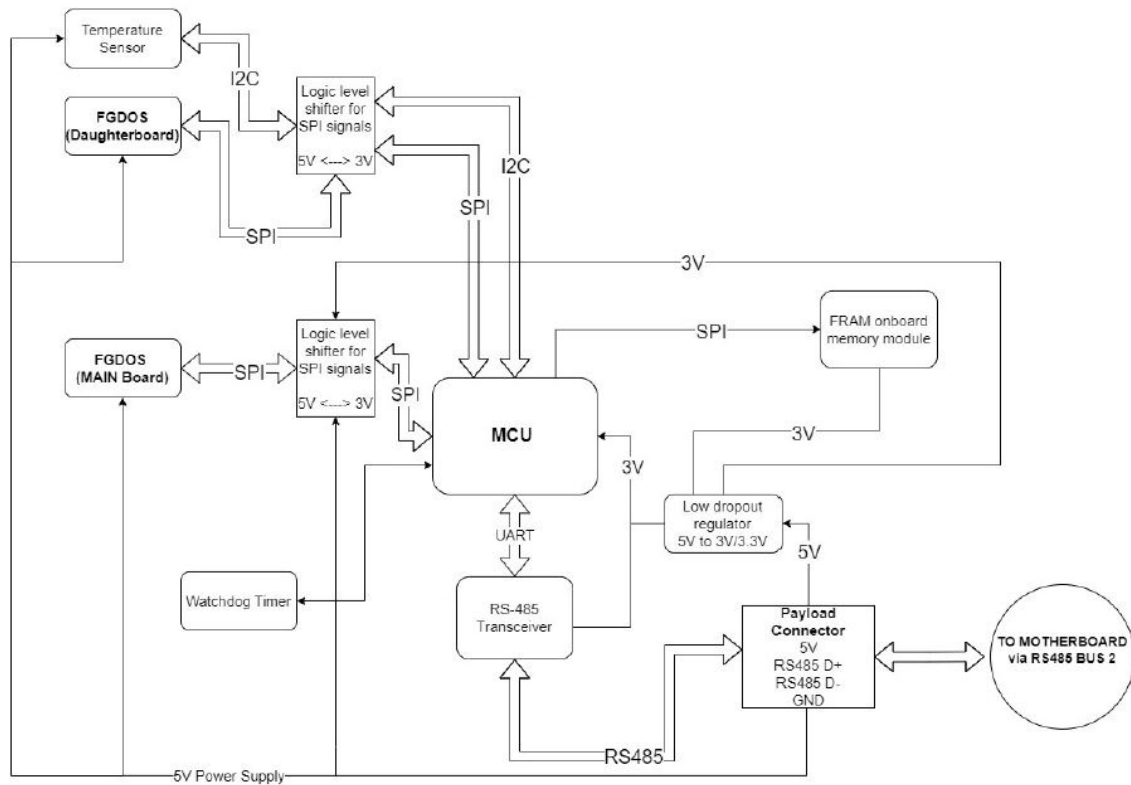 Temperature
Sensor
I2C
FGDOS
(Daughterboard)
SPI
Logic level
shifter for
SPI signals
5V <---> 3V
I2C
SPI
3V
FGDOS
(MAIN Board)
SPI
Logic level
shifter for
SPI signals
5V <---> 3V
SPI
SPI
FRAM onboard
memory module
MCU
3V
3V
Low dropout
regulator
5V to 3V/3.3V
UART
5V
Watchdog Timer
RS-485
Transceiver
Payload
Connector
5V
RS485 D+
RS485 D-
GND
TO MOTHERBOARD
via RS485 BUS 2
RS485
5V Power Supply